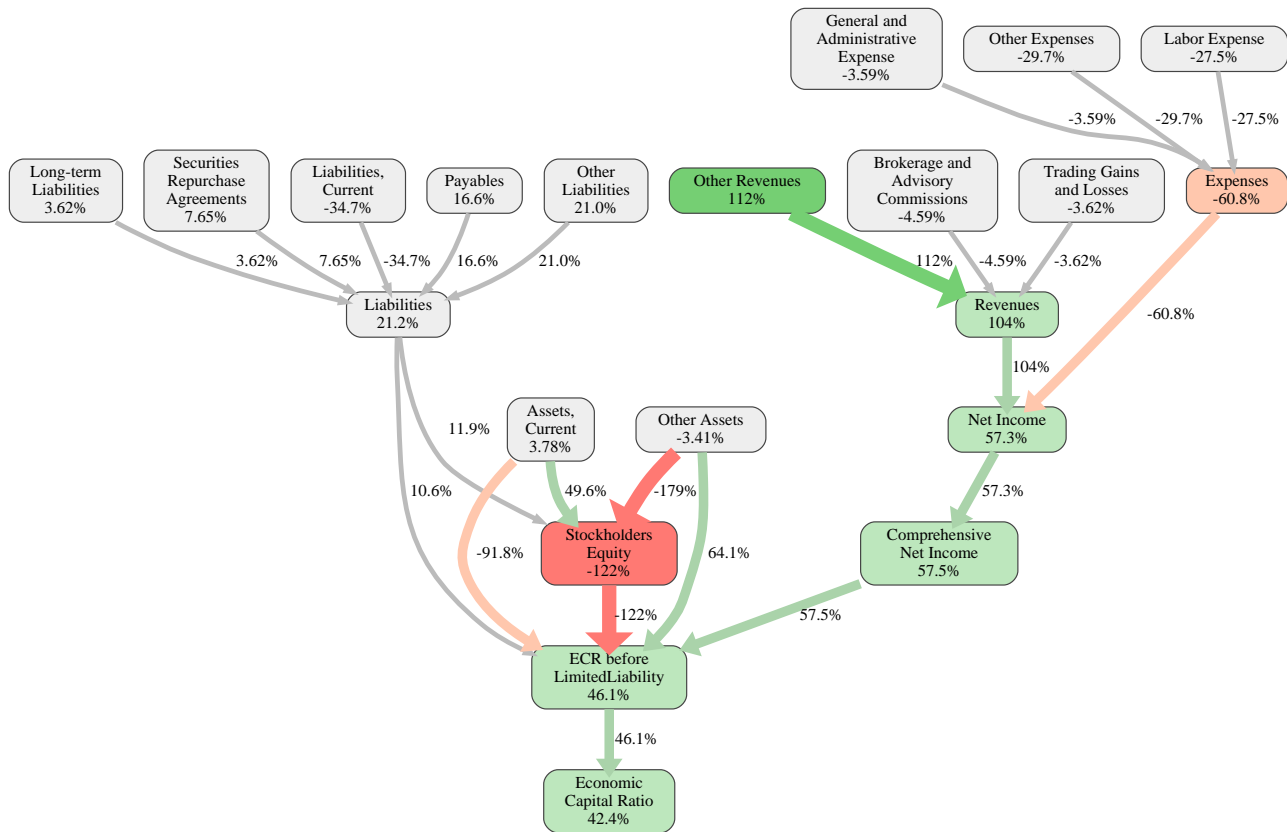 General and
Administrative
Expense
-3.59%
Other Expenses
-29.7%
Labor Expense
-27.5%
-3.59%
-29.7%
-27.5%
Long-term
Liabilities
3.62%
Securities
Repurchase
Agreements
7.65%
Liabilities,
Current
-34.7%
Payables
16.6%
Other
Liabilities
21.0%
Other Revenues
112%
Brokerage and
Advisory
Commissions
-4.59%
Trading Gains
and Losses
-3.62%
Expenses
-60.8%
3.62%
7.65%
-34.7%
16.6%
21.0%
112%
-4.59%
-3.62%
Liabilities
21.2%
Revenues
104%
-60.8%
104%
Assets,
Current
3.78%
Other Assets
-3.41%
Net Income
57.3%
11.9%
10.6%
49.6%
-179%
57.3%
Stockholders
Equity
-122%
Comprehensive
Net Income
57.5%
-91.8%
64.1%
-122%
57.5%
ECR before
LimitedLiability
46.1%
46.1%
Economic
Capital Ratio
42.4%